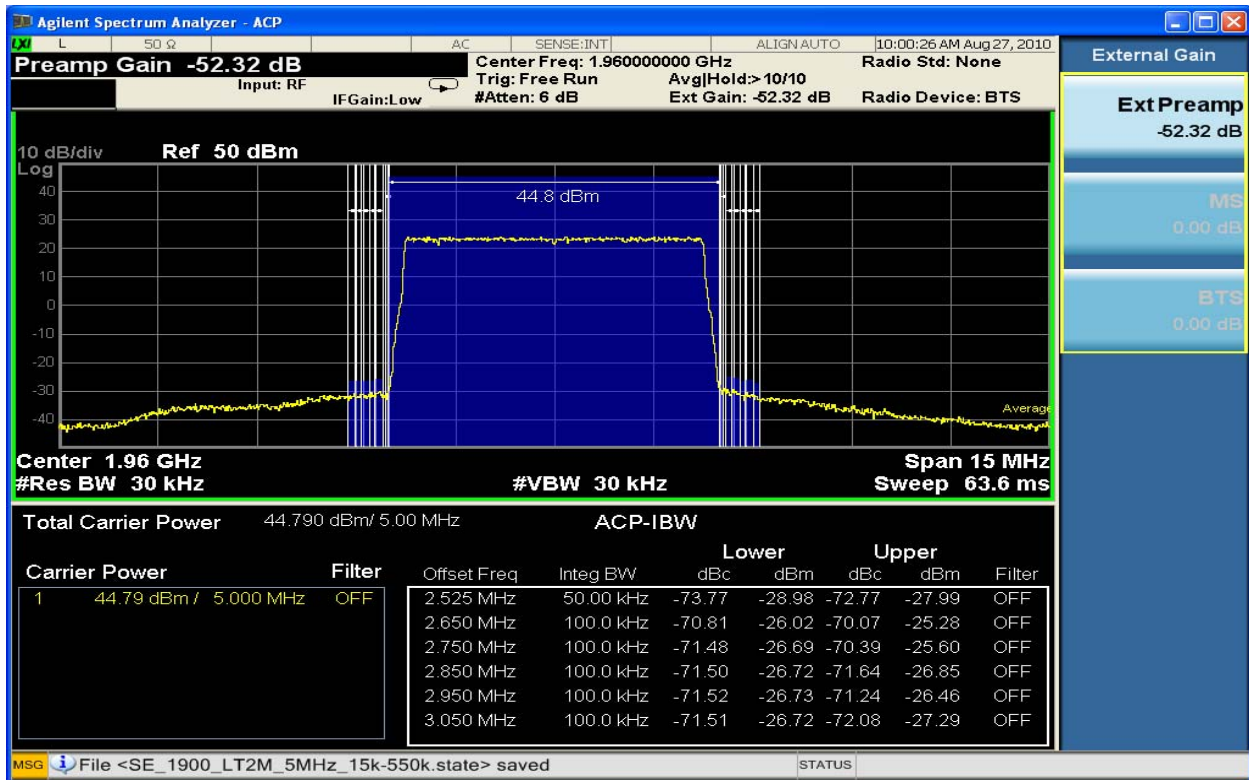 Agilent Spectrum Analyzer - ACP
LXI L 50 Ω AC SENSE:INT ALIGN AUTO 10:00:26 AM Aug 27, 2010
Preamp Gain -52.32 dB
Input: RF
IFGain:Low
Center Freq: 1.960000000 GHz
Trig: Free Run
#Atten: 6 dB
Avg|Hold:>10/10
Ext Gain: -52.32 dB
Radio Std: None
Radio Device: BTS
10 dB/div Ref 50 dBm
Log
40
30
20
10
0
-10
-20
-30
-40
44.8 dBm
Average
Center 1.96 GHz Span 15 MHz
#Res BW 30 kHz #VBW 30 kHz Sweep 63.6 ms
Total Carrier Power 44.790 dBm/ 5.00 MHz ACP-IBW
Lower Upper
Carrier Power Filter
1 44.79 dBm / 5.000 MHz OFF
Offset Freq Integ BW dBc dBm dBc dBm Filter
2.525 MHz 50.00 kHz -73.77 -28.98 -72.77 -27.99 OFF
2.650 MHz 100.0 kHz -70.81 -26.02 -70.07 -25.28 OFF
2.750 MHz 100.0 kHz -71.48 -26.69 -70.39 -25.60 OFF
2.850 MHz 100.0 kHz -71.50 -26.72 -71.64 -26.85 OFF
2.950 MHz 100.0 kHz -71.52 -26.73 -71.24 -26.46 OFF
3.050 MHz 100.0 kHz -71.51 -26.72 -72.08 -27.29 OFF
MSG File <SE_1900_LT2M_5MHz_15k-550k.state> saved STATUS
External Gain
Ext Preamp
-52.32 dB
MS
0.00 dB
BTS
0.00 dB